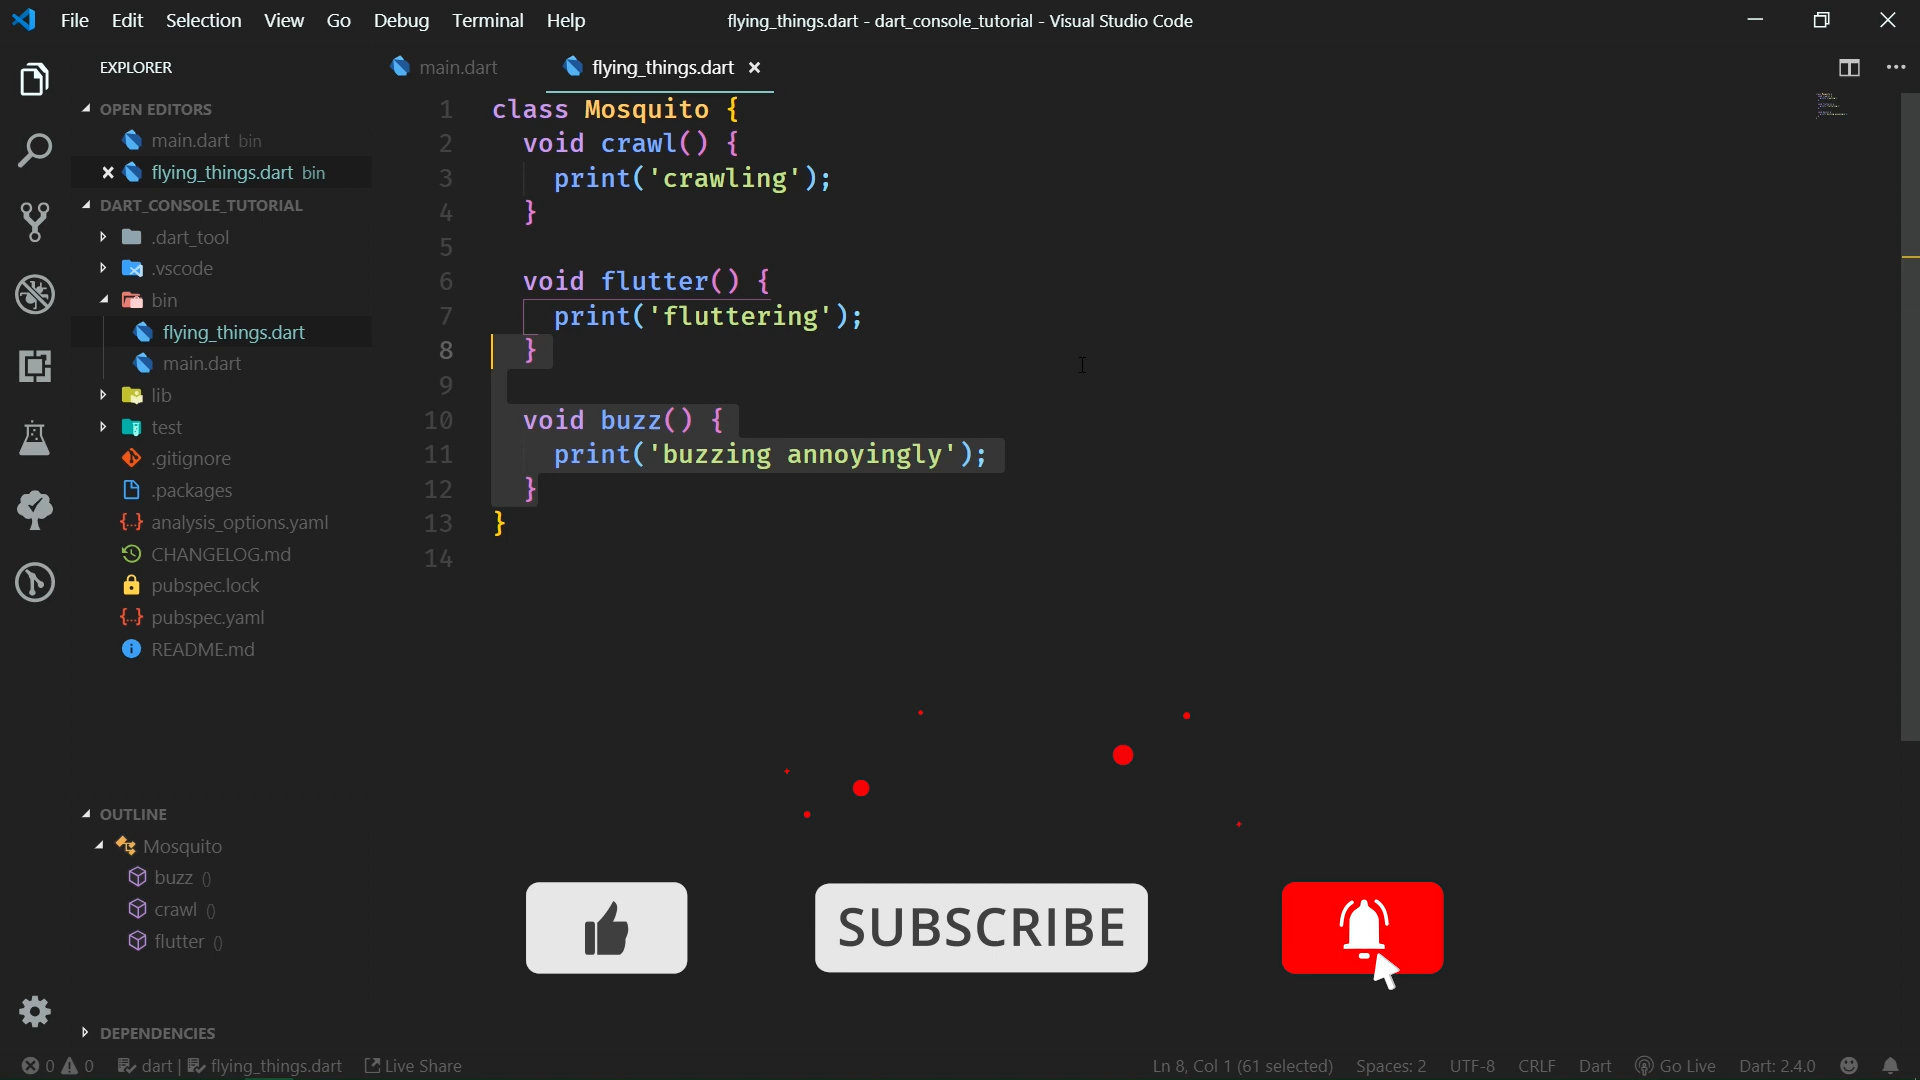 File Edit Selection View Go Debug Terminal Help
flying_things.dart - dart_console_tutorial - Visual Studio Code
EXPLORER
OPEN EDITORS
main.dart bin
flying_things.dart bin
DART_CONSOLE_TUTORIAL
.dart_tool
.vscode
bin
flying_things.dart
main.dart
lib
test
.gitignore
.packages
analysis_options.yaml
CHANGELOG.md
pubspec.lock
pubspec.yaml
README.md
OUTLINE
Mosquito
buzz ()
crawl ()
flutter ()
DEPENDENCIES
main.dart
flying_things.dart
1 class Mosquito {
2 void crawl() {
3 print('crawling');
4 }
5
6 void flutter() {
7 print('fluttering');
8 }
9
10 void buzz() {
11 print('buzzing annoyingly');
12 }
13 }
14
SUBSCRIBE
0 0 dart | flying_things.dart Live Share
Ln 8, Col 1 (61 selected) Spaces: 2 UTF-8 CRLF Dart Go Live Dart: 2.4.0